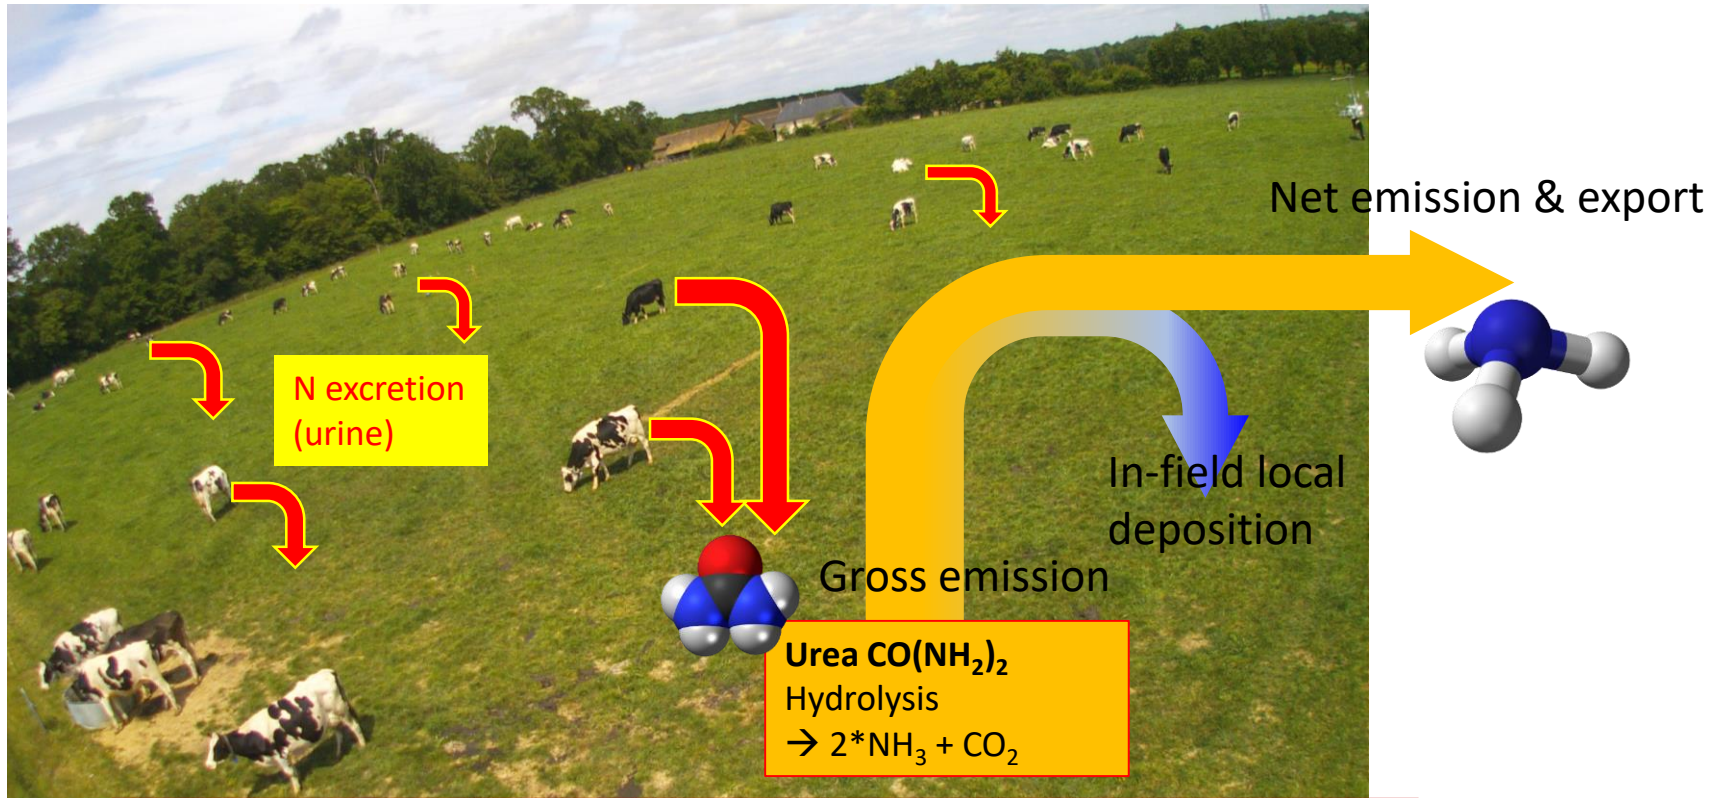 Net emission & export
N excretion
(urine)
In-field local
deposition
Gross emission
Urea CO(NH₂)₂
Hydrolysis
→ 2*NH₃ + CO₂